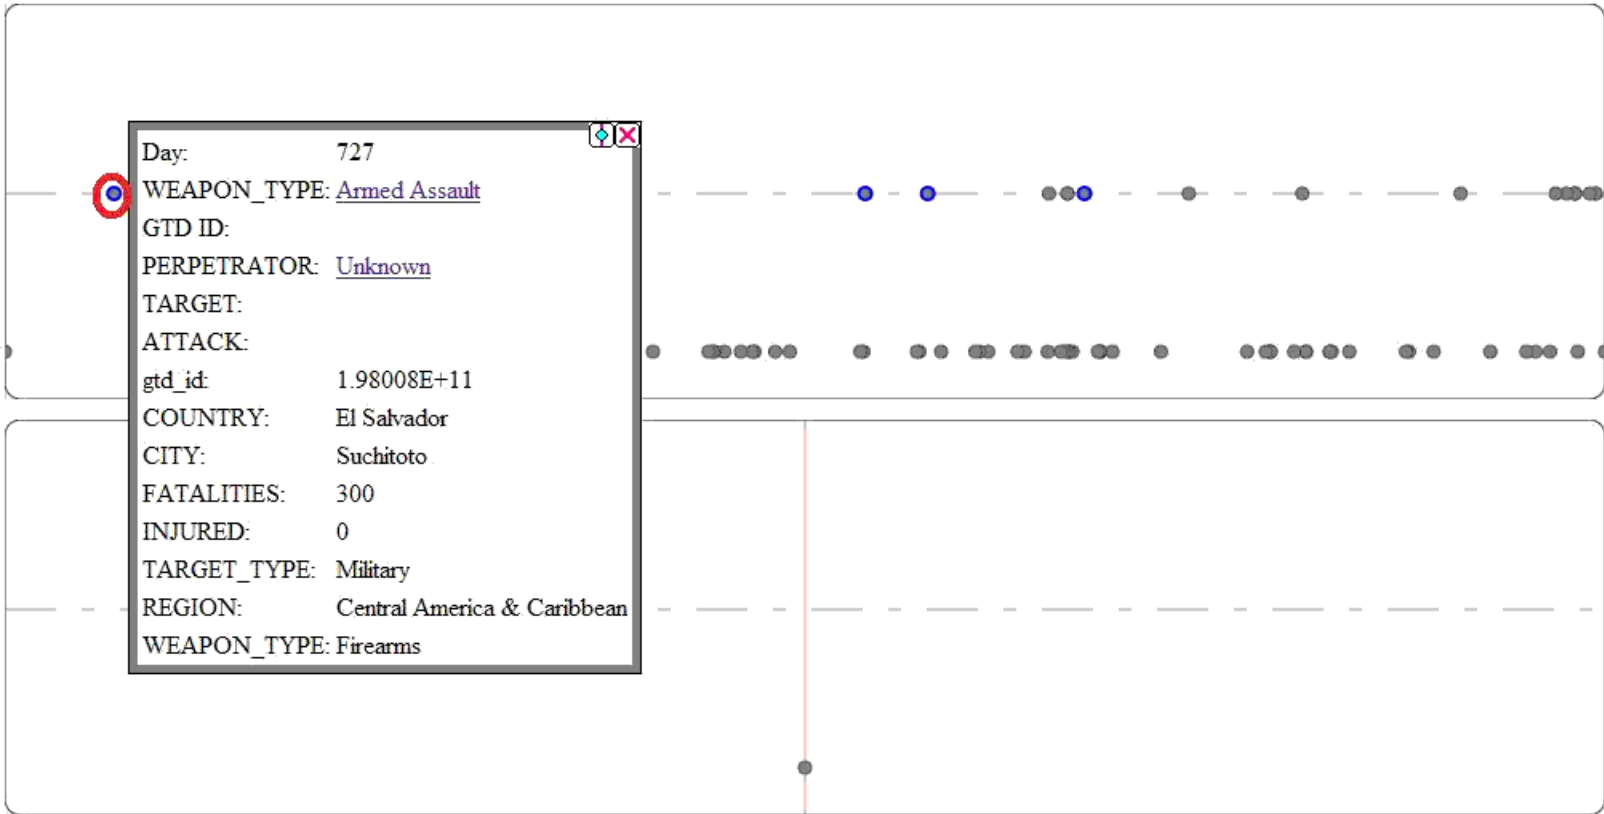 Day: 727
WEAPON_TYPE: Armed Assault
GTD ID:
PERPETRATOR: Unknown
TARGET:
ATTACK:
gtd_id: 1.98008E+11
COUNTRY: El Salvador
CITY: Suchitoto
FATALITIES: 300
INJURED: 0
TARGET_TYPE: Military
REGION: Central America & Caribbean
WEAPON_TYPE: Firearms